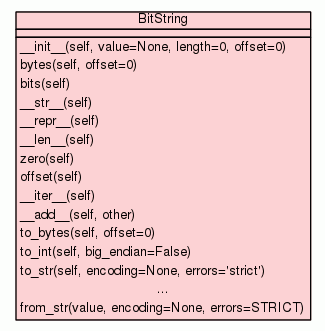 BitString
__init__(self, value=None, length=0, offset=0)
bytes(self, offset=0)
bits(self)
__str__(self)
__repr__(self)
__len__(self)
zero(self)
offset(self)
__iter__(self)
__add__(self, other)
to_bytes(self, offset=0)
to_int(self, big_endian=False)
to_str(self, encoding=None, errors='strict')
...
from_str(value, encoding=None, errors=STRICT)